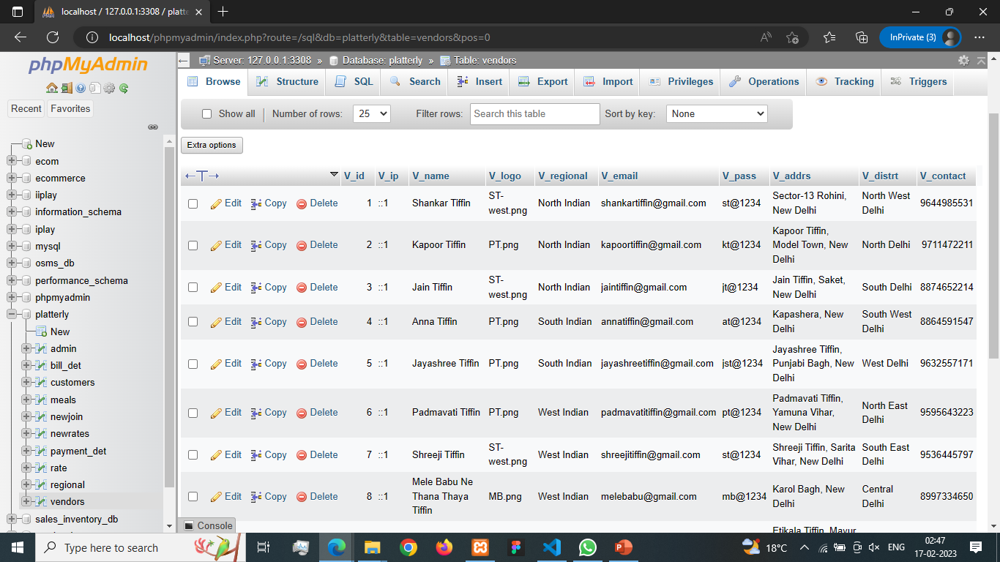 localhost / 127.0.0.1:3308 / platte
localhost/phpmyadmin/index.php?route=/sql&db=platterly&table=vendors&pos=0
InPrivate (3)
phpMyAdmin
Recent Favorites
New
ecom
ecommerce
iiplay
information_schema
iplay
mysql
osms_db
performance_schema
phpmyadmin
platterly
New
admin
bill_det
customers
meals
newjoin
newrates
payment_det
rate
regional
vendors
sales_inventory_db
Server: 127.0.0.1:3308 » Database: platterly » Table: vendors
Browse Structure SQL Search Insert Export Import Privileges Operations Tracking Triggers
Show all Number of rows: 25 Filter rows: Search this table Sort by key: None
Extra options
V_id V_ip V_name V_logo V_regional V_email V_pass V_addrs V_distrt V_contact
Edit Copy Delete 1 ::1 Shankar Tiffin ST-west.png North Indian shankartiffin@gmail.com st@1234 Sector-13 Rohini, New Delhi North West Delhi 9644985531
Edit Copy Delete 2 ::1 Kapoor Tiffin PT.png North Indian kapoortiffin@gmail.com kt@1234 Kapoor Tiffin, Model Town, New Delhi North Delhi 9711472211
Edit Copy Delete 3 ::1 Jain Tiffin ST-west.png North Indian jaintiffin@gmail.com jt@1234 Jain Tiffin, Saket, New Delhi South Delhi 8874652214
Edit Copy Delete 4 ::1 Anna Tiffin PT.png South Indian annatiffin@gmail.com at@1234 Kapashera, New Delhi South West Delhi 8864591547
Edit Copy Delete 5 ::1 Jayashree Tiffin PT.png South Indian jayashreetiffin@gmail.com jst@1234 Jayashree Tiffin, Punjabi Bagh, New Delhi West Delhi 9632557171
Edit Copy Delete 6 ::1 Padmavati Tiffin PT.png West Indian padmavatitiffin@gmail.com pt@1234 Padmavati Tiffin, Yamuna Vihar, New Delhi North East Delhi 9595643223
Edit Copy Delete 7 ::1 Shreeji Tiffin ST-west.png West Indian shreejitiffin@gmail.com st@1234 Shreeji Tiffin, Sarita Vihar, New Delhi South East Delhi 9536445797
Edit Copy Delete 8 ::1 Mele Babu Ne Thana Thaya Tiffin MB.png West Indian melebabu@gmail.com mb@1234 Karol Bagh, New Delhi Central Delhi 8997334650
Etikala Tiffin, Mayur
Console
Type here to search
18°C
ENG
02:47
17-02-2023